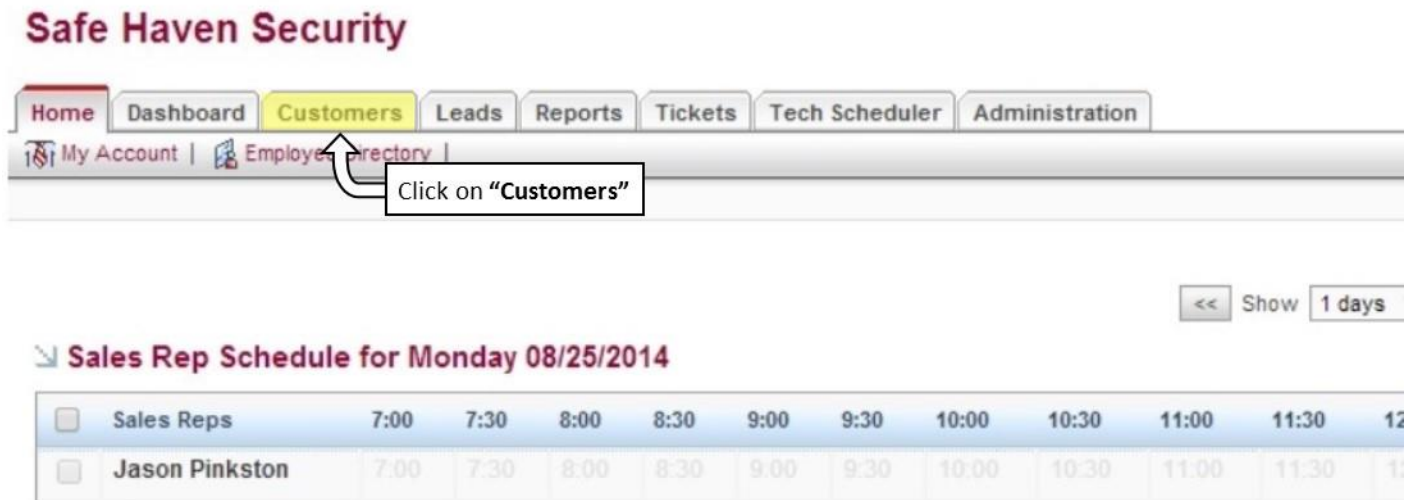 Safe Haven Security
Home Dashboard Customers Leads Reports Tickets Tech Scheduler Administration
My Account | Employee Directory |
Click on “Customers”
<< Show 1 days
Sales Rep Schedule for Monday 08/25/2014
Sales Reps 7:00 7:30 8:00 8:30 9:00 9:30 10:00 10:30 11:00 11:30 12
Jason Pinkston 7:00 7:30 8:00 8:30 9:00 9:30 10:00 10:30 11:00 11:30